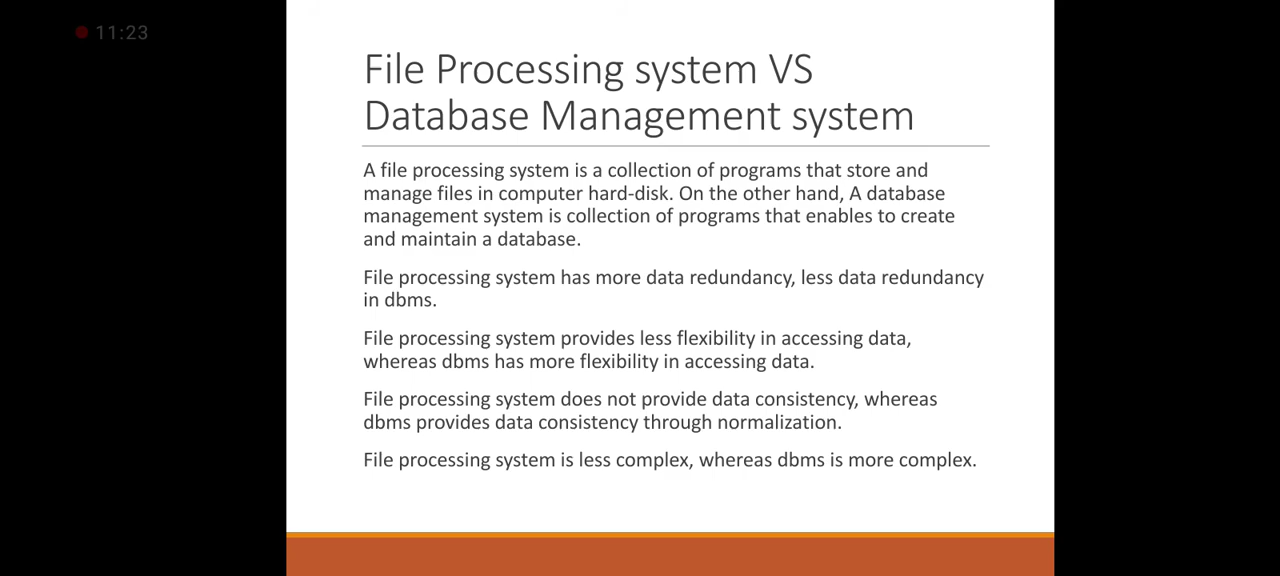 11:23
File Processing system VS
Database Management system
A file processing system is a collection of programs that store and
manage files in computer hard-disk. On the other hand, A database
management system is collection of programs that enables to create
and maintain a database.
File processing system has more data redundancy, less data redundancy
in dbms.
File processing system provides less flexibility in accessing data,
whereas dbms has more flexibility in accessing data.
File processing system does not provide data consistency, whereas
dbms provides data consistency through normalization.
File processing system is less complex, whereas dbms is more complex.